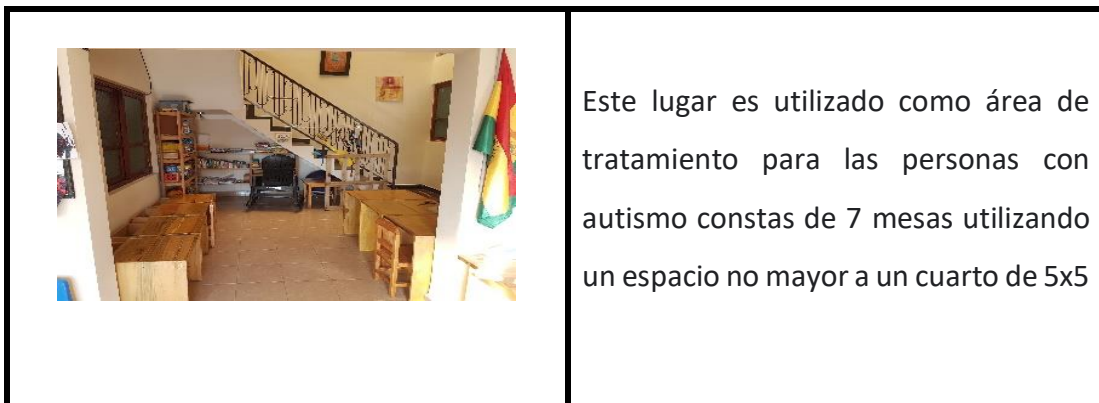 Este lugar es utilizado como área de
tratamiento para las personas con
autismo constas de 7 mesas utilizando
un espacio no mayor a un cuarto de 5x5